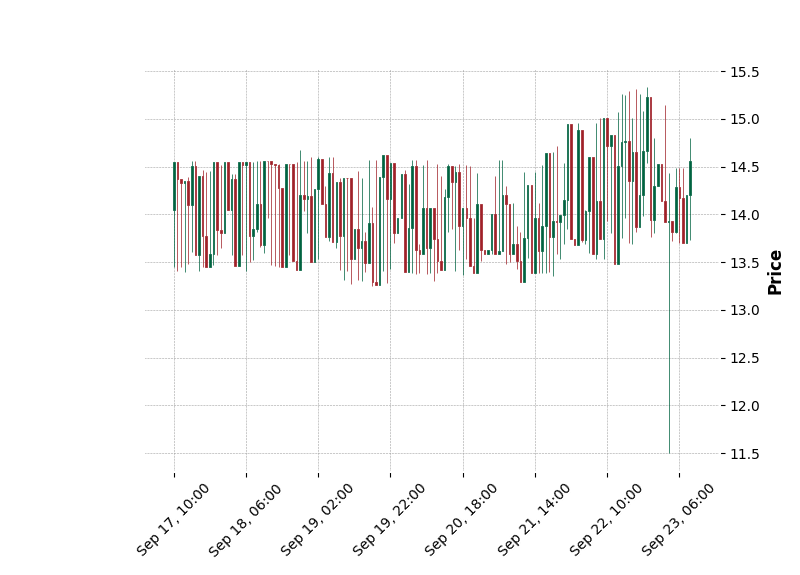 15.5
15.0
14.5
14.0
13.5
13.0
12.5
12.0
11.5
Price
Sep 17, 10:00
Sep 18, 06:00
Sep 19, 02:00
Sep 19, 22:00
Sep 20, 18:00
Sep 21, 14:00
Sep 22, 10:00
Sep 23, 06:00